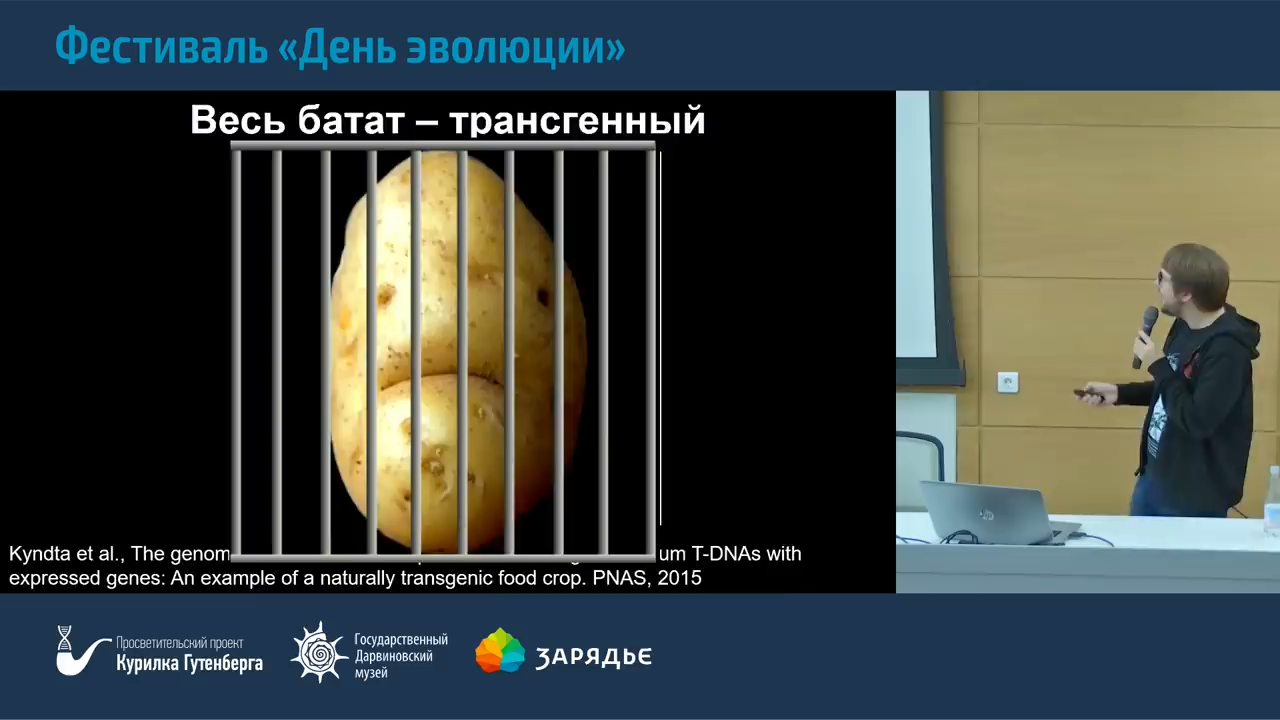 Фестиваль «День эволюции»
Весь батат – трансгенный
Kyndta et al., The genom
um T-DNAs with
expressed genes: An example of a naturally transgenic food crop. PNAS, 2015
Просветительский проект
Курилка Гутенберга
Государственный
Дарвиновский
музей
ЗАРЯДЬЕ
hp